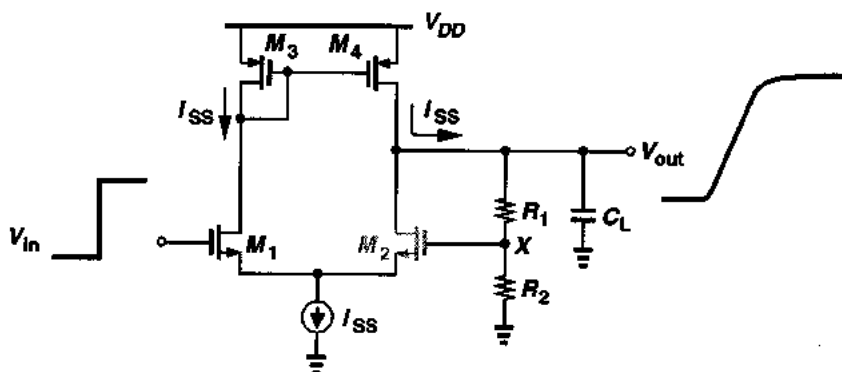 V_DD
M_3 M_4
I_SS I_SS
V_out
R_1 C_L
V_in M_1 M_2 X
R_2
I_SS